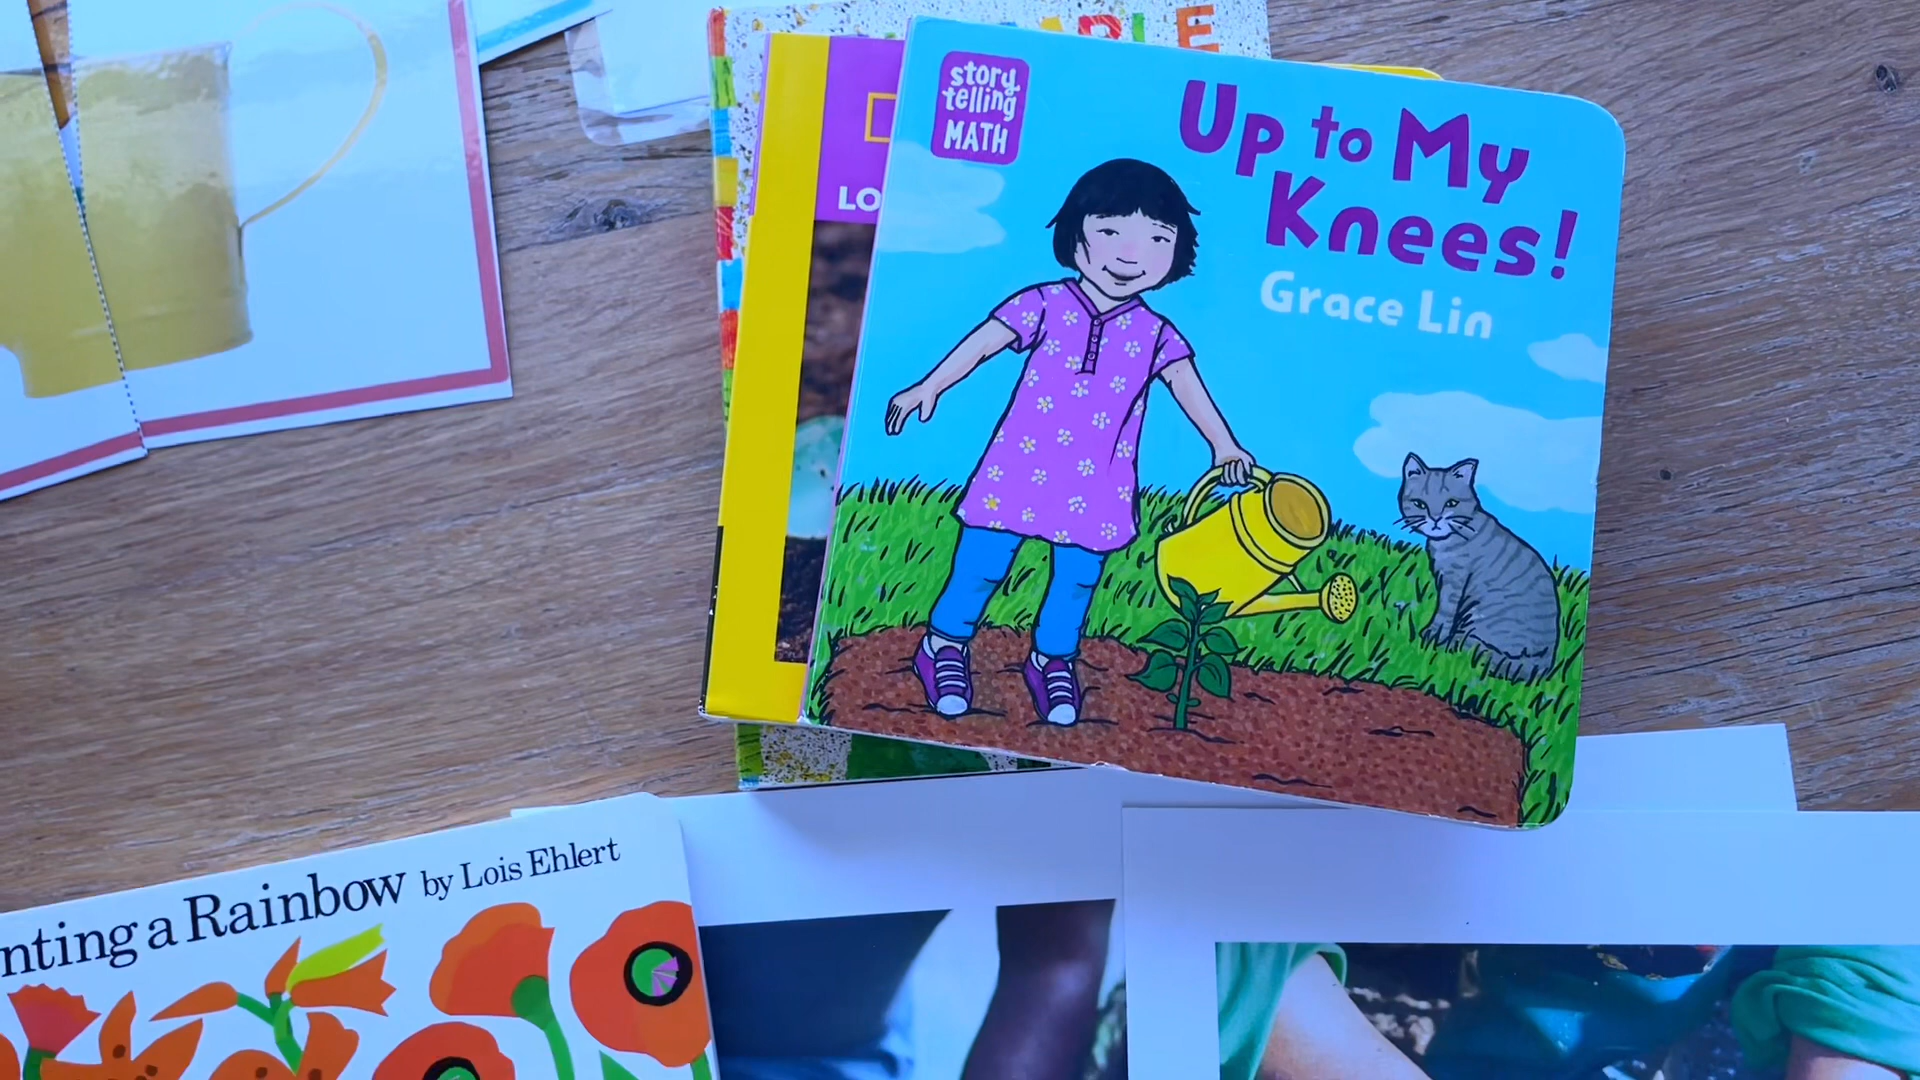 story
telling
MATH
Up to My
Knees!
Grace Lin
LO
nting a Rainbow by Lois Ehlert